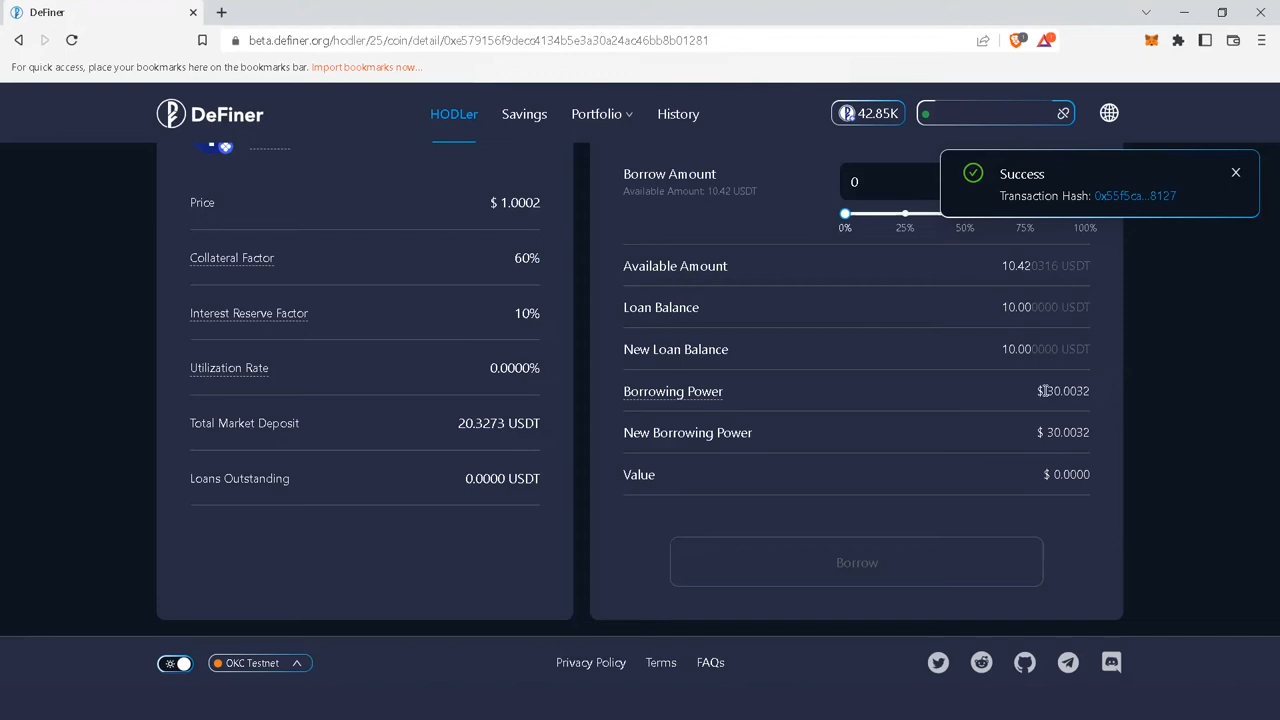 DeFiner
beta.definer.org/hodler/25/coin/detail/0xe579156f9decc4134b5e3a30a24ac46bb8b01281
For quick access, place your bookmarks here on the bookmarks bar. Import bookmarks now...
DeFiner
HODLer
Savings
Portfolio
History
42.85K
Success
Transaction Hash: 0x55f5ca...8127
Price
$ 1.0002
Collateral Factor
60%
Interest Reserve Factor
10%
Utilization Rate
0.0000%
Total Market Deposit
20.3273 USDT
Loans Outstanding
0.0000 USDT
Borrow Amount
Available Amount: 10.42 USDT
0
0% 25% 50% 75% 100%
Available Amount
10.420316 USDT
Loan Balance
10.000000 USDT
New Loan Balance
10.000000 USDT
Borrowing Power
$ 30.0032
New Borrowing Power
$ 30.0032
Value
$ 0.0000
Borrow
OKC Testnet
Privacy Policy
Terms
FAQs